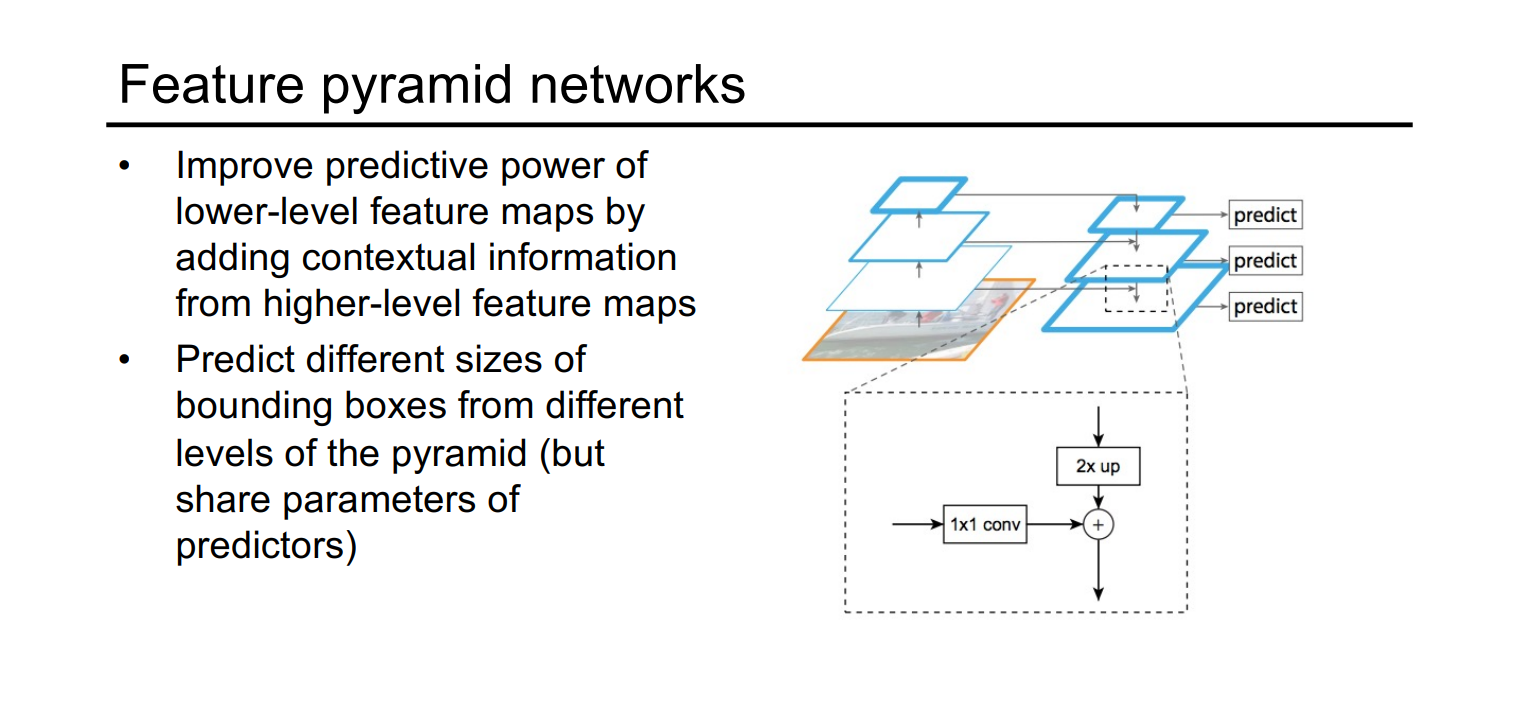 Feature pyramid networks
• Improve predictive power of
lower-level feature maps by
adding contextual information
from higher-level feature maps
• Predict different sizes of
bounding boxes from different
levels of the pyramid (but
share parameters of
predictors)
predict
predict
predict
2x up
1x1 conv
+